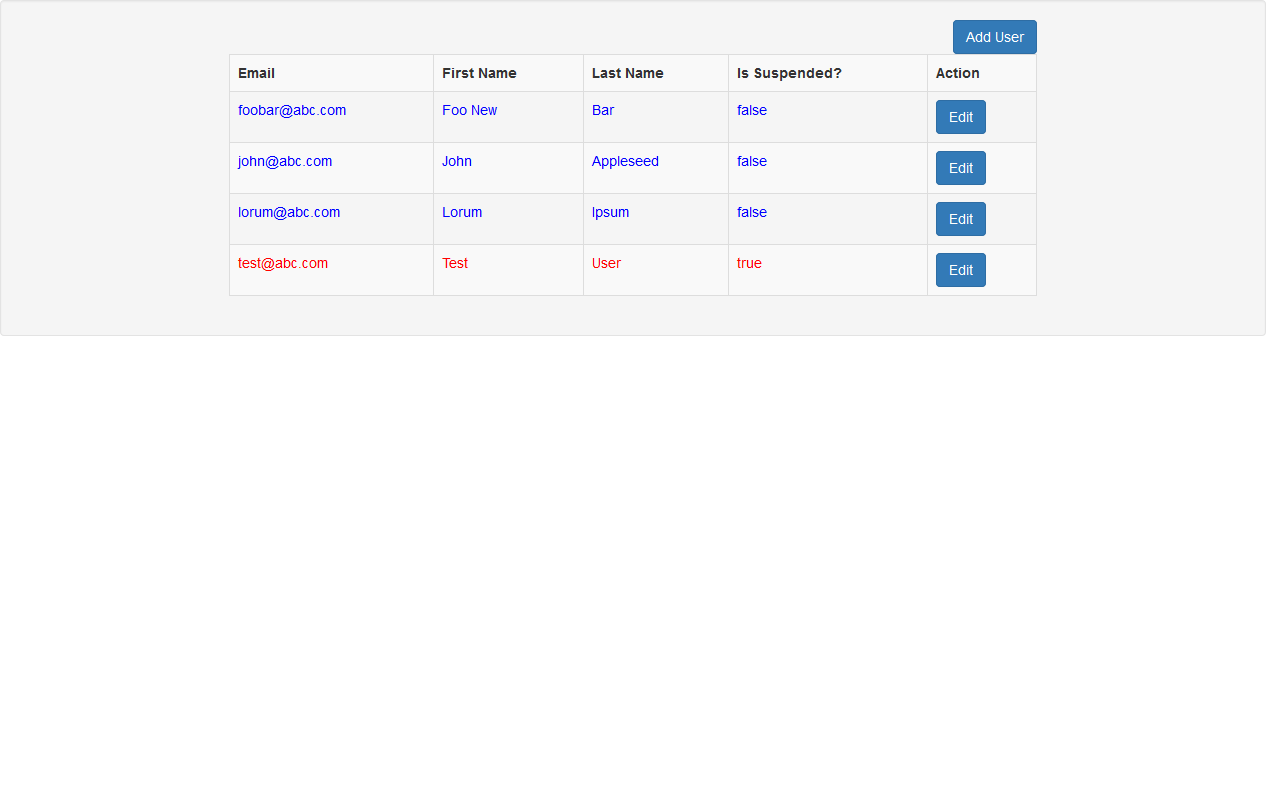 Add User
Email First Name Last Name Is Suspended? Action
foobar@abc.com Foo New Bar false Edit
john@abc.com John Appleseed false Edit
lorum@abc.com Lorum Ipsum false Edit
test@abc.com Test User true Edit